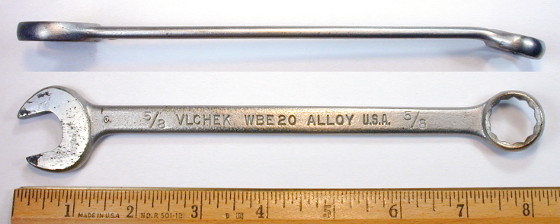 5/8 VLCHEK WBE20 ALLOY U.S.A. 5/8
1 2 3 4 5 6 7 8
MADE IN U.S.A.